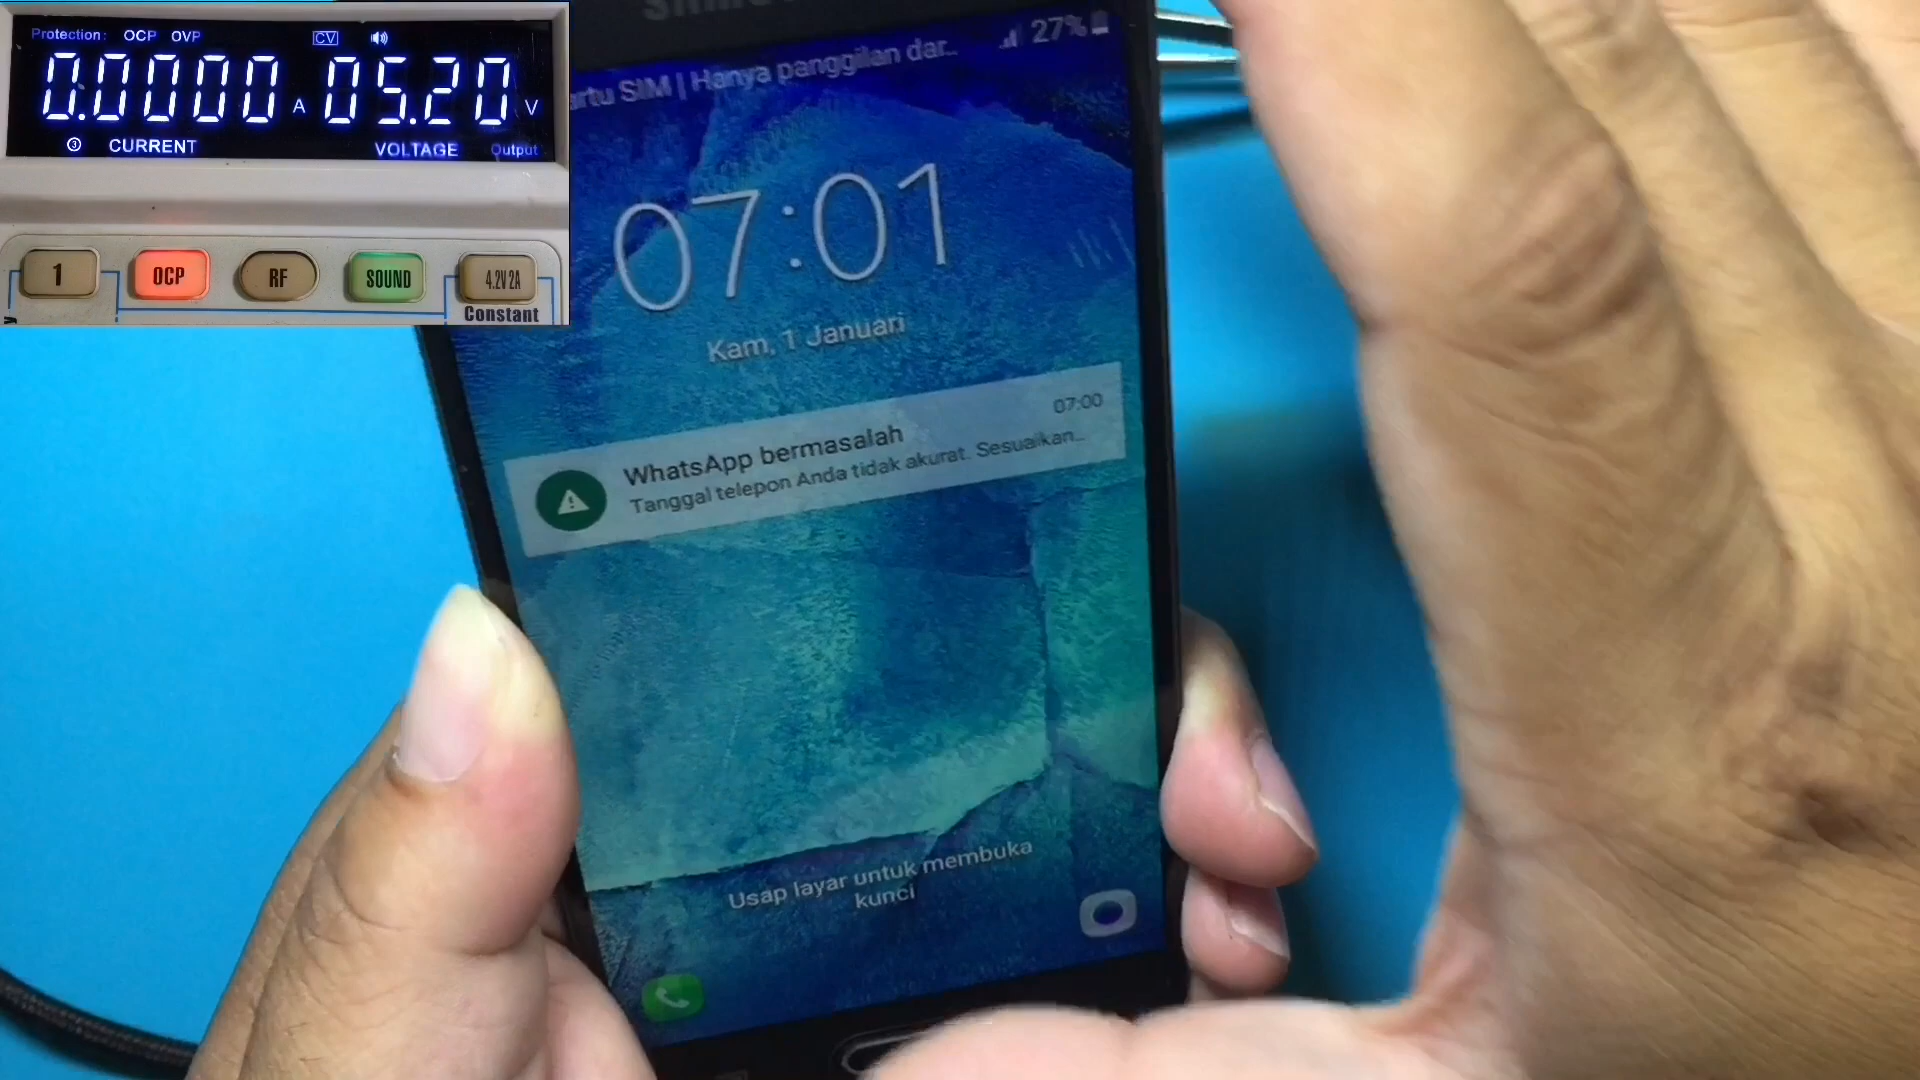 Protection: OCP OVP CV
0.0000 A 05.20 V
3 CURRENT VOLTAGE Output
1 OCP RF SOUND 4.2V 2A
Constant
27%
SIM | Hanya panggilan dar..
07:01
Kam, 1 Januari
WhatsApp bermasalah 07:00
Tanggal telepon Anda tidak akurat. Sesuaikan...
Usap layar untuk membuka
kunci